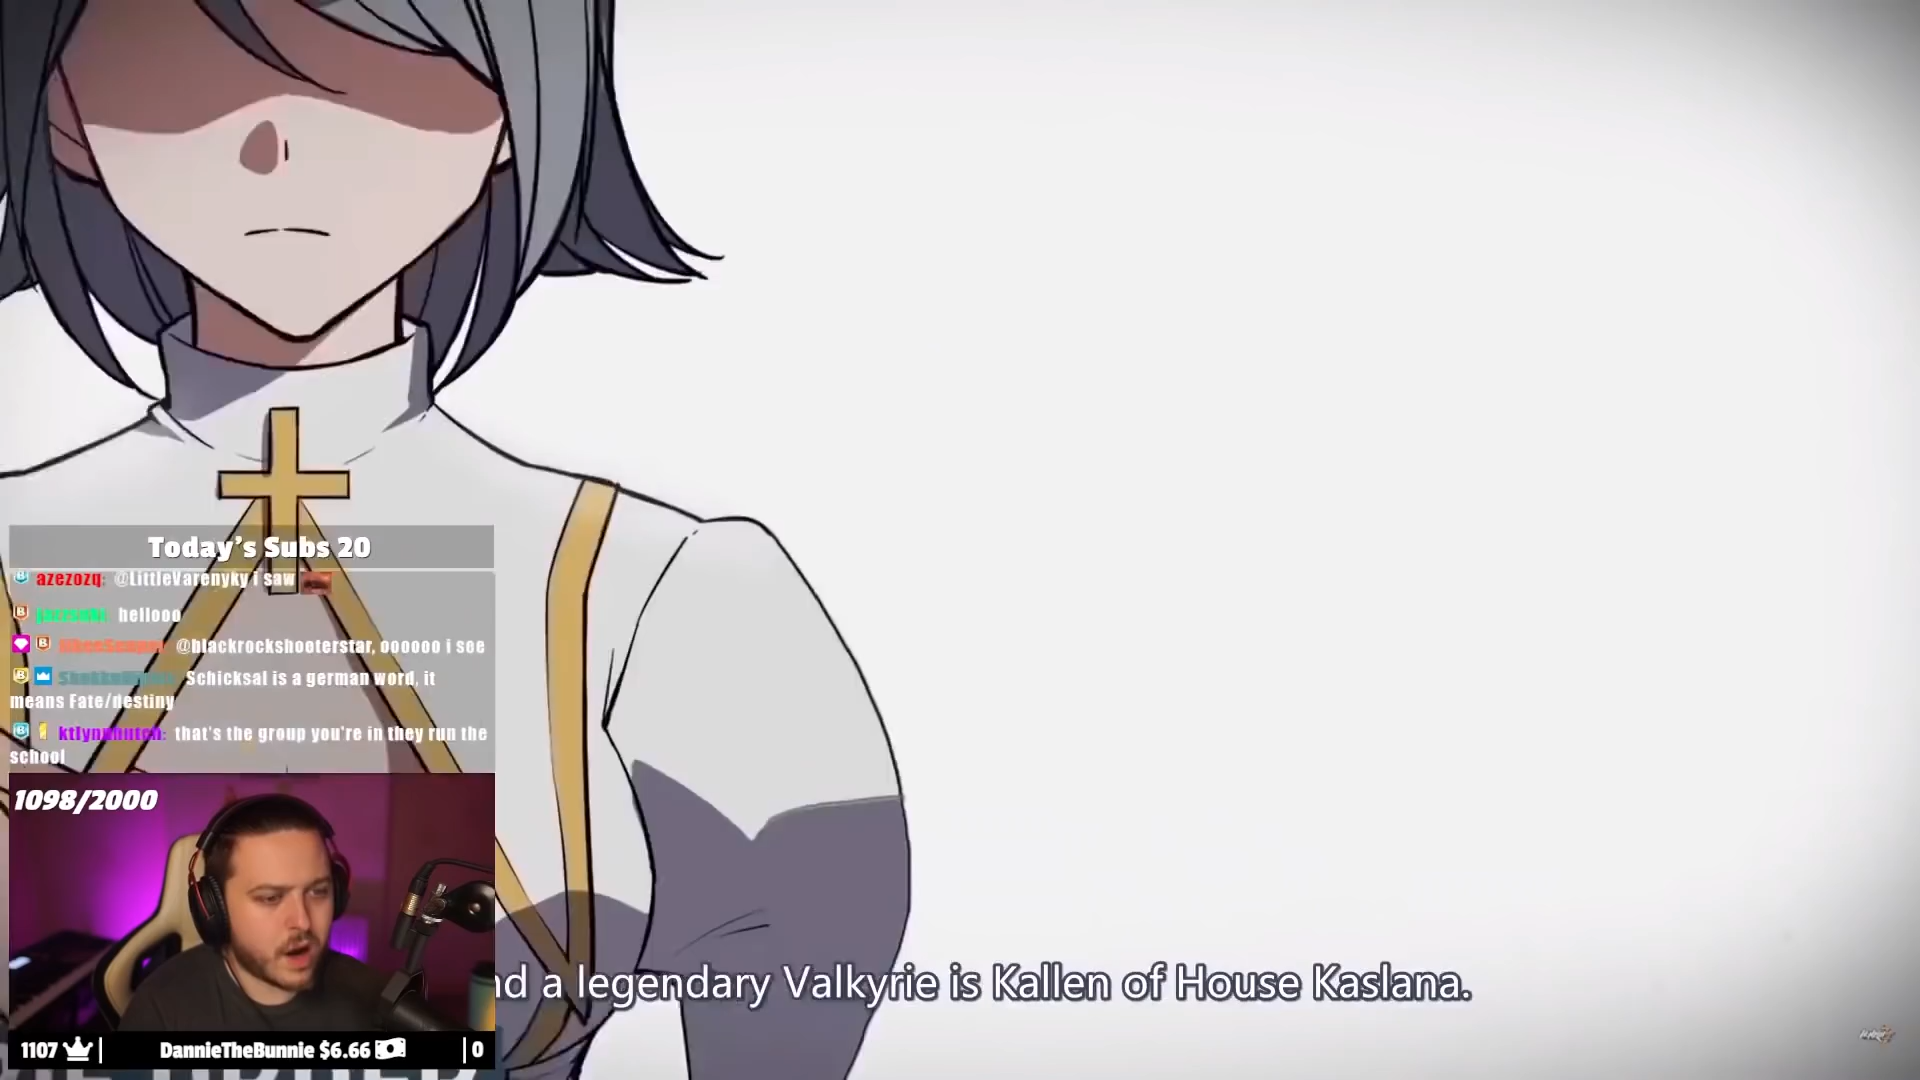 Today's Subs 20
azezozq: @LittleVarenyky i saw
hellooo
@blackrockshooterstar, oooooo i see
Schicksal is a german word, it
means Fate/destiny
that's the group you're in they run the
school
1098/2000
nd a legendary Valkyrie is Kallen of House Kaslana.
1107
DannieTheBunnie $6.66
0